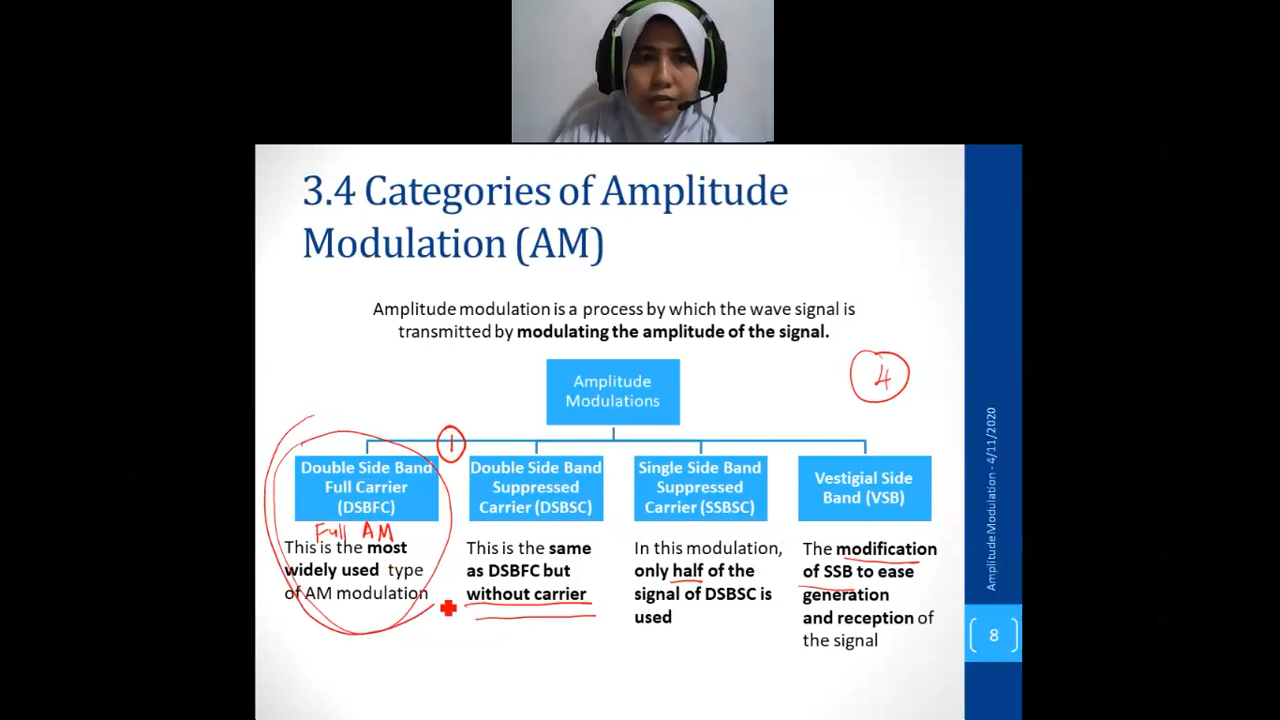 3.4 Categories of Amplitude
Modulation (AM)
Amplitude modulation is a process by which the wave signal is
transmitted by modulating the amplitude of the signal.
4
Amplitude
Modulations
1
Double Side Band
Full Carrier
(DSBFC)
Full AM
This is the most
widely used type
of AM modulation
Double Side Band
Suppressed
Carrier (DSBSC)
This is the same
as DSBFC but
without carrier
Single Side Band
Suppressed
Carrier (SSBSC)
In this modulation,
only half of the
signal of DSBSC is
used
Vestigial Side
Band (VSB)
The modification
of SSB to ease
generation
and reception of
the signal
Amplitude Modulation - 4/11/2020
8